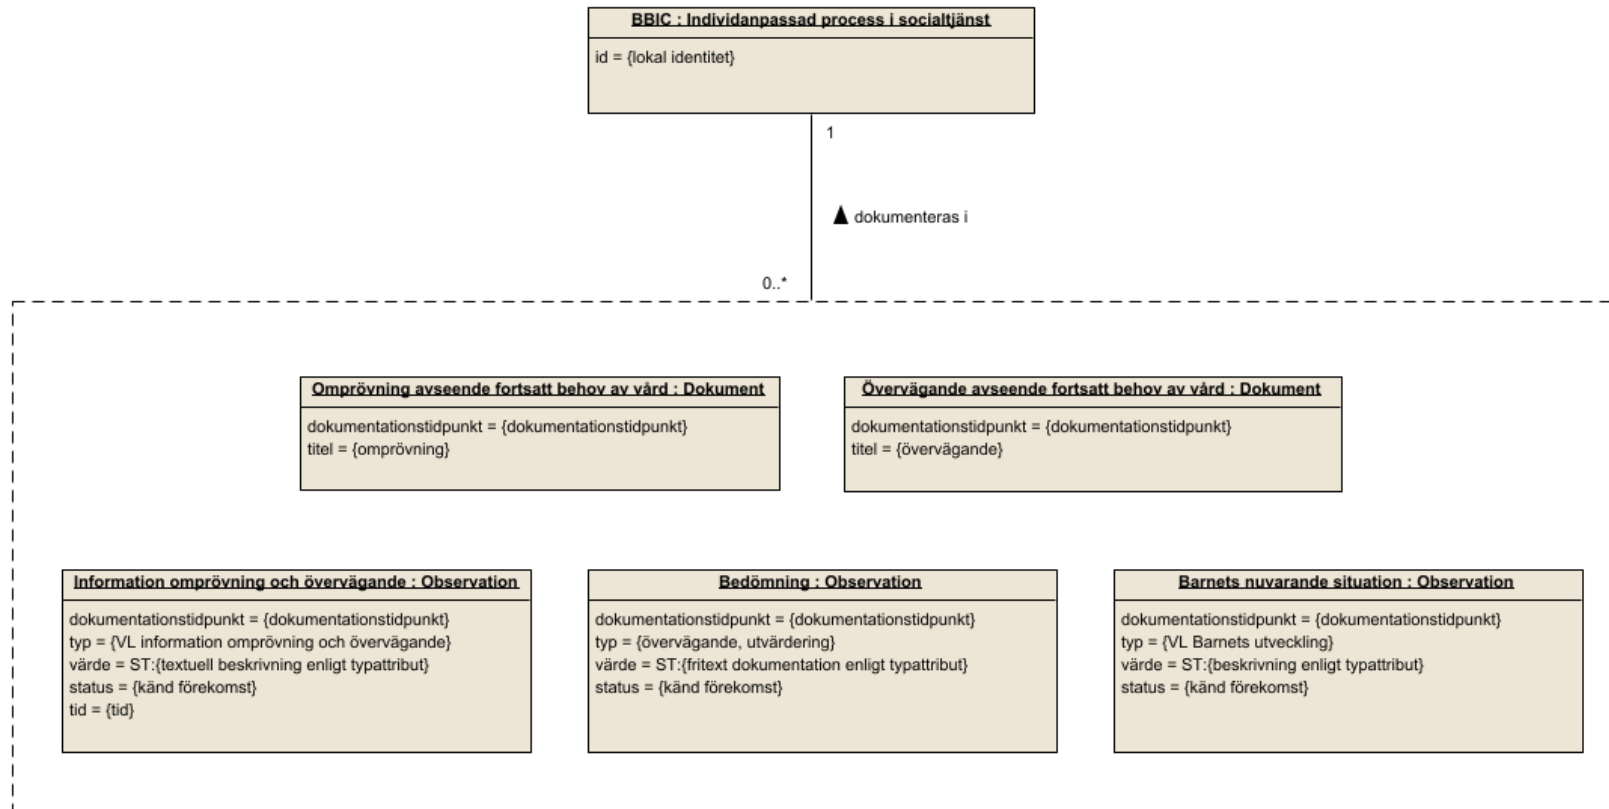 BBIC : Individanpassad process i socialtjänst
id = {lokal identitet}
1
dokumenteras i
0..*
Omprövning avseende fortsatt behov av vård : Dokument
dokumentationstidpunkt = {dokumentationstidpunkt}
titel = {omprövning}
Övervägande avseende fortsatt behov av vård : Dokument
dokumentationstidpunkt = {dokumentationstidpunkt}
titel = {övervägande}
Information omprövning och övervägande : Observation
dokumentationstidpunkt = {dokumentationstidpunkt}
typ = {VL information omprövning och övervägande}
värde = ST:{textuell beskrivning enligt typattribut}
status = {känd förekomst}
tid = {tid}
Bedömning : Observation
dokumentationstidpunkt = {dokumentationstidpunkt}
typ = {övervägande, utvärdering}
värde = ST:{fritext dokumentation enligt typattribut}
status = {känd förekomst}
Barnets nuvarande situation : Observation
dokumentationstidpunkt = {dokumentationstidpunkt}
typ = {VL Barnets utveckling}
värde = ST:{beskrivning enligt typattribut}
status = {känd förekomst}